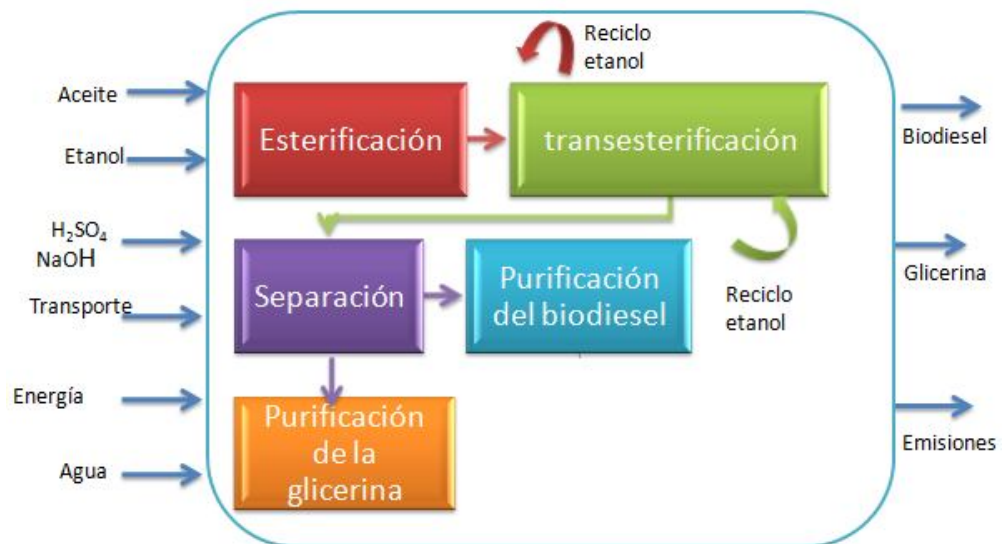 Reciclo
etanol
Aceite
Esterificación
transesterificación
Biodiesel
Etanol
H₂SO₄
NaOH
Glicerina
Transporte
Separación
Purificación
del biodiesel
Reciclo
etanol
Energía
Purificación
de la
glicerina
Emisiones
Agua